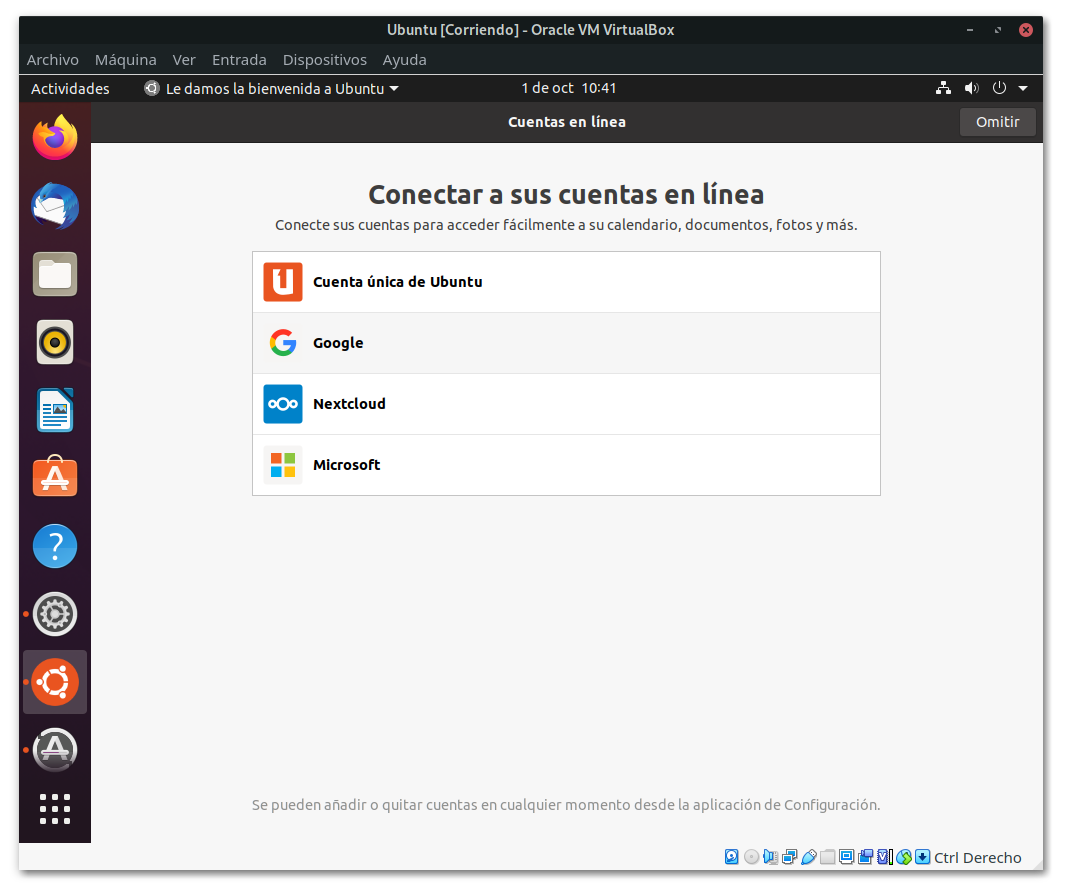 Ubuntu [Corriendo] - Oracle VM VirtualBox
Archivo Máquina Ver Entrada Dispositivos Ayuda
Actividades Le damos la bienvenida a Ubuntu 1 de oct 10:41
Cuentas en línea Omitir
Conectar a sus cuentas en línea
Conecte sus cuentas para acceder fácilmente a su calendario, documentos, fotos y más.
Cuenta única de Ubuntu
Google
Nextcloud
Microsoft
Se pueden añadir o quitar cuentas en cualquier momento desde la aplicación de Configuración.
Ctrl Derecho